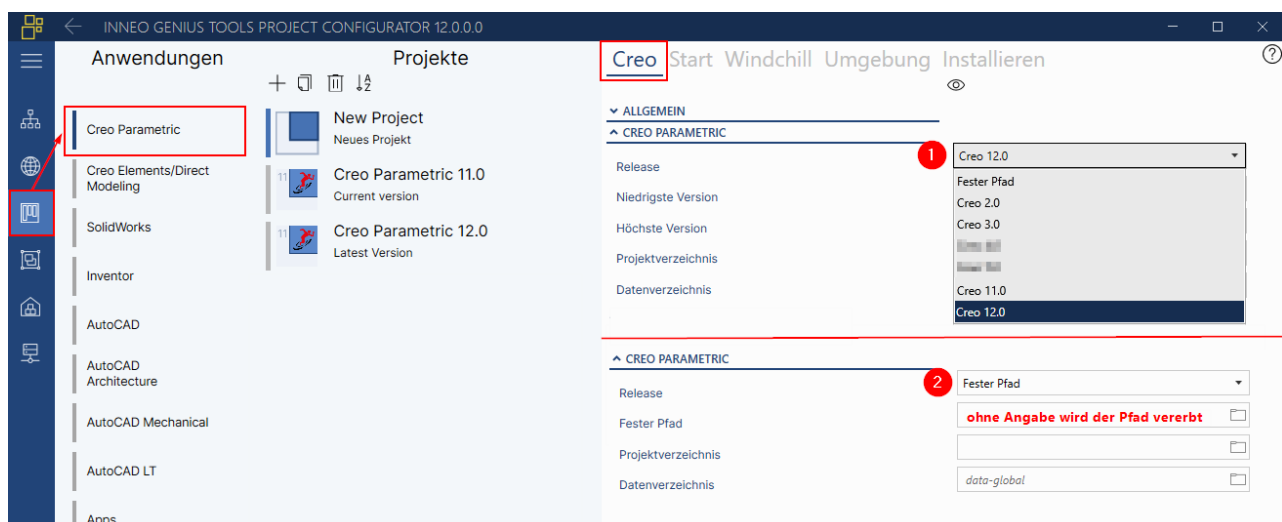 INNEO GENIUS TOOLS PROJECT CONFIGURATOR 12.0.0.0
Anwendungen
Creo Parametric
Creo Elements/Direct
Modeling
SolidWorks
Inventor
AutoCAD
AutoCAD
Architecture
AutoCAD Mechanical
AutoCAD LT
Apps
Projekte
New Project
Neues Projekt
11
Creo Parametric 11.0
Current version
11
Creo Parametric 12.0
Latest Version
Creo Start Windchill Umgebung Installieren
ALLGEMEIN
CREO PARAMETRIC
Release
1
Creo 12.0
Niedrigste Version
Höchste Version
Projektverzeichnis
Datenverzeichnis
Fester Pfad
Creo 2.0
Creo 3.0
Creo 11.0
Creo 12.0
CREO PARAMETRIC
Release
2
Fester Pfad
Fester Pfad
ohne Angabe wird der Pfad vererbt
Projektverzeichnis
Datenverzeichnis
data-global